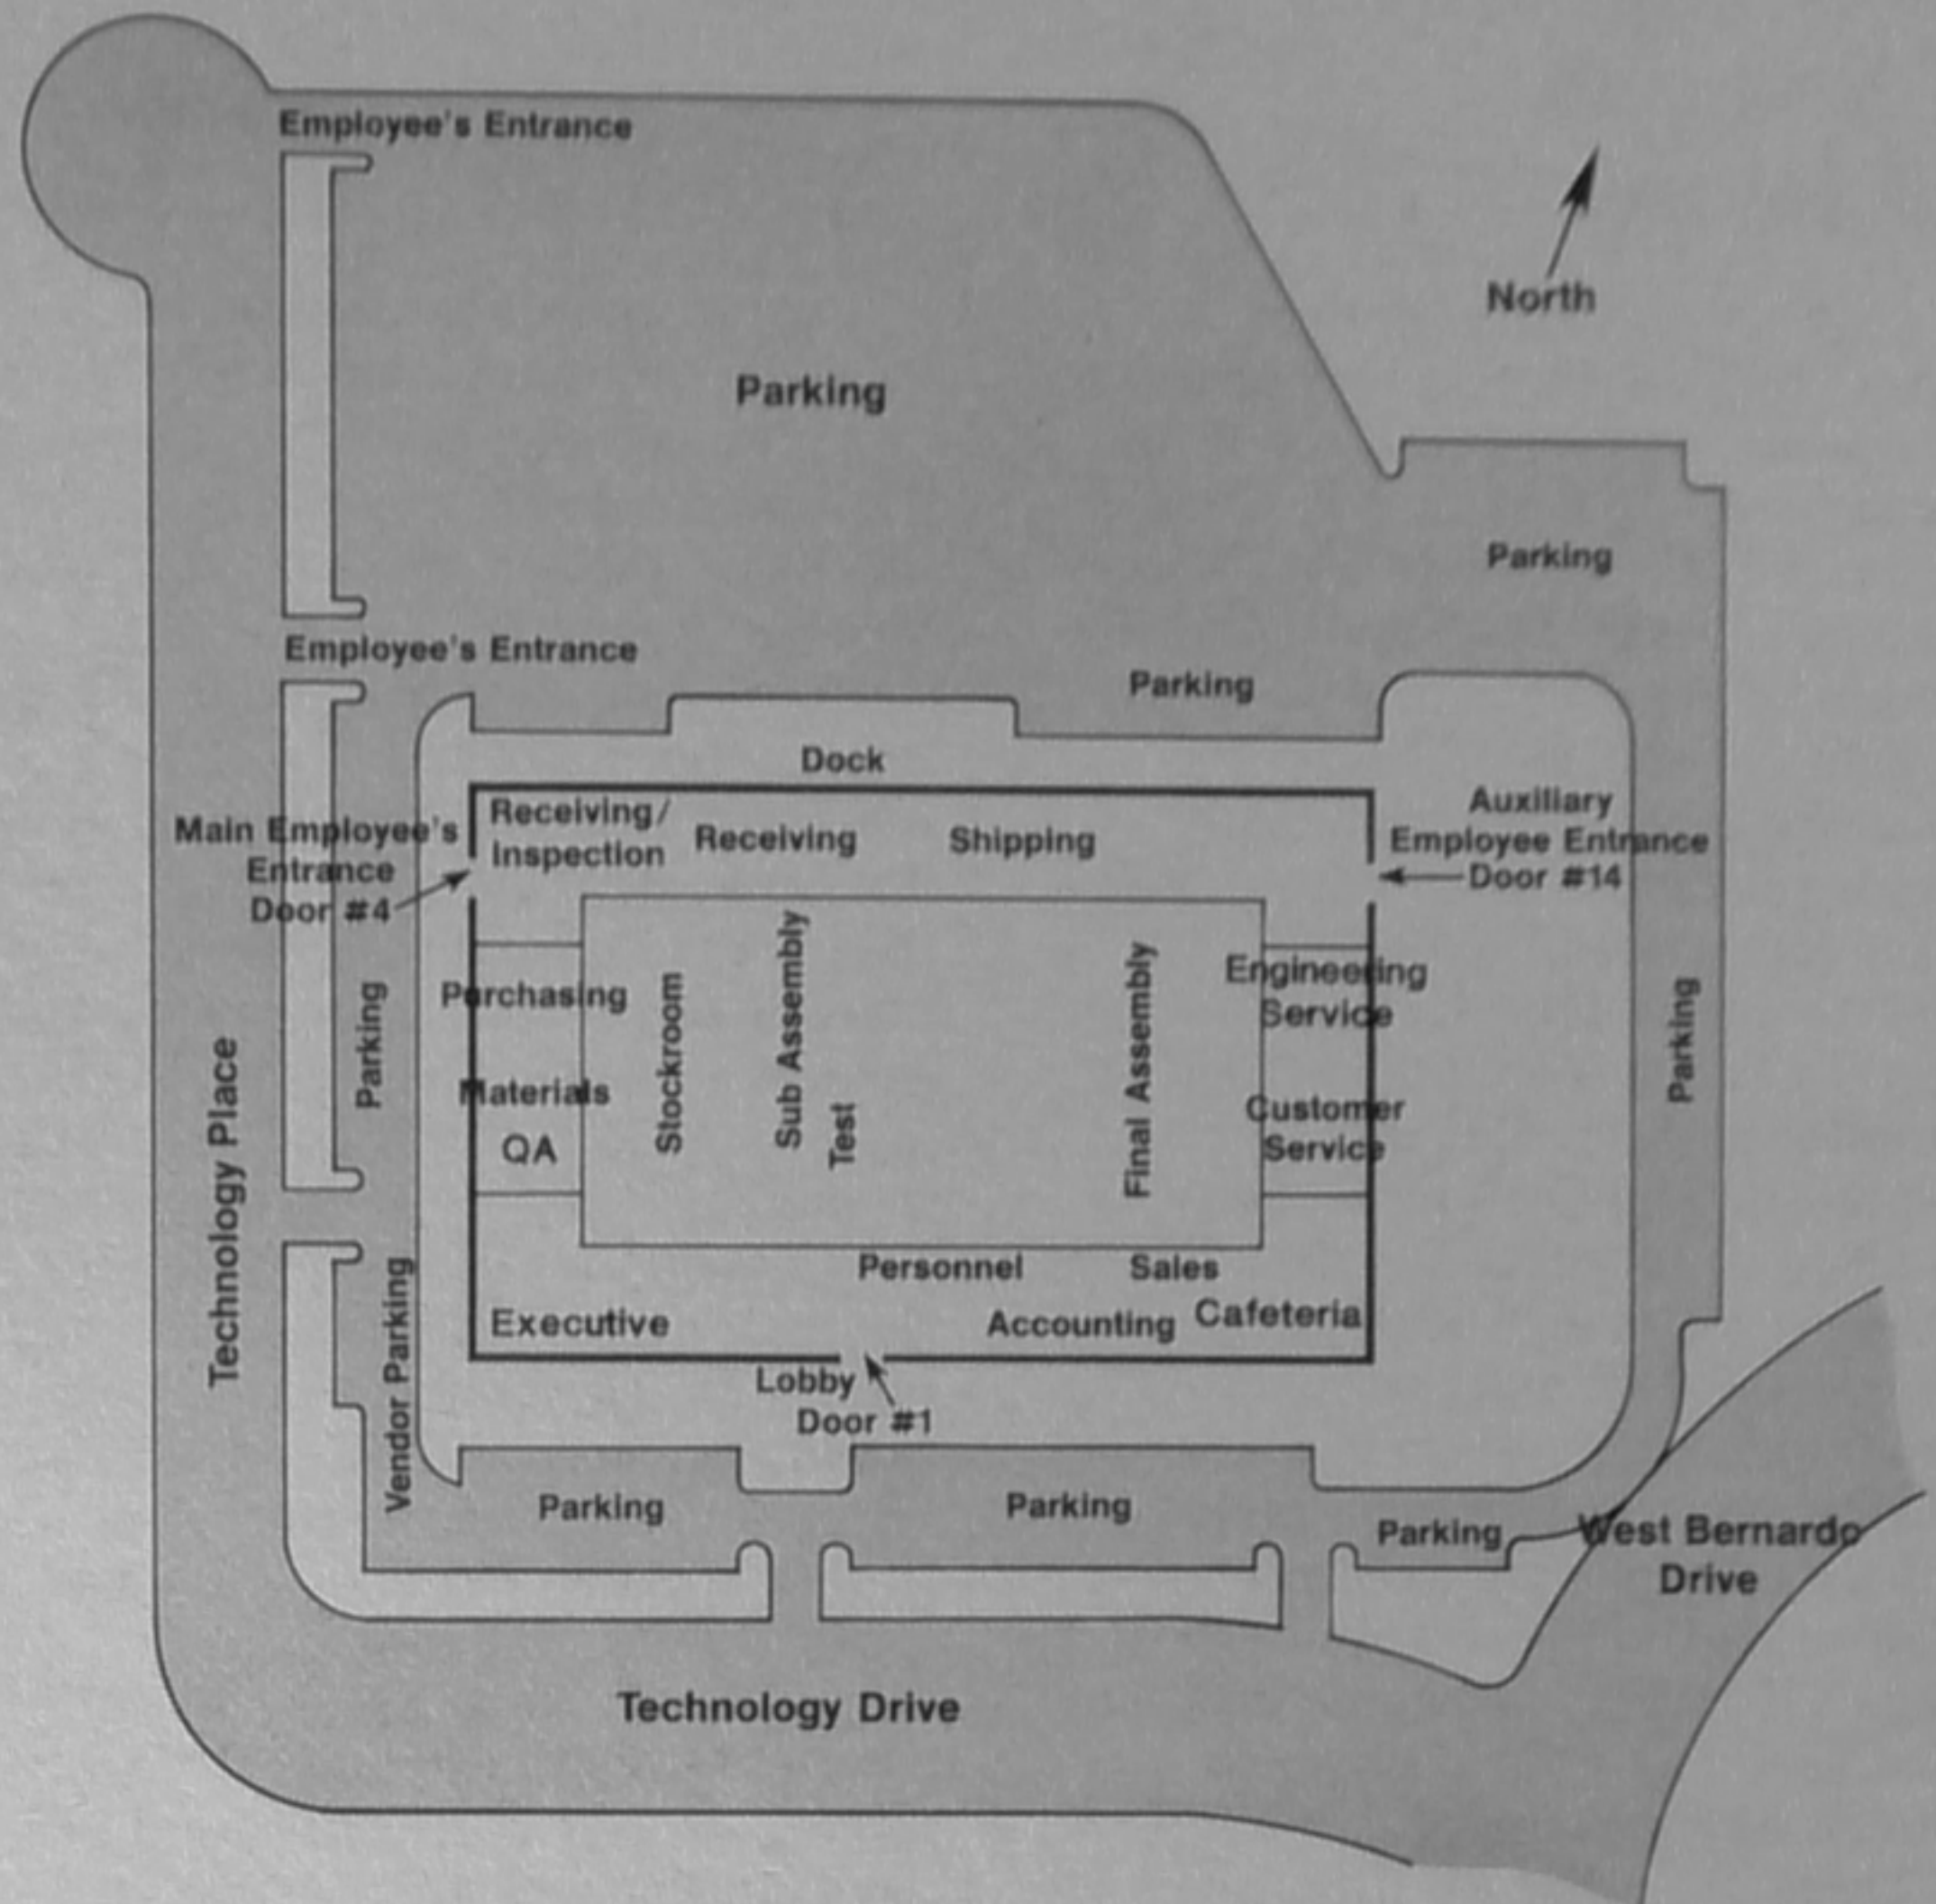 Employee's Entrance
North
Parking
Parking
Employee's Entrance
Parking
Dock
Main Employee's
Entrance
Door #4
Receiving/
Inspection
Receiving
Shipping
Auxiliary
Employee Entrance
Door #14
Purchasing
Materials
QA
Stockroom
Sub Assembly
Test
Final Assembly
Engineering
Service
Customer
Service
Parking
Parking
Technology Place
Vendor Parking
Personnel
Sales
Executive
Accounting
Cafeteria
Lobby
Door #1
Parking
Parking
Parking
West Bernardo
Drive
Technology Drive